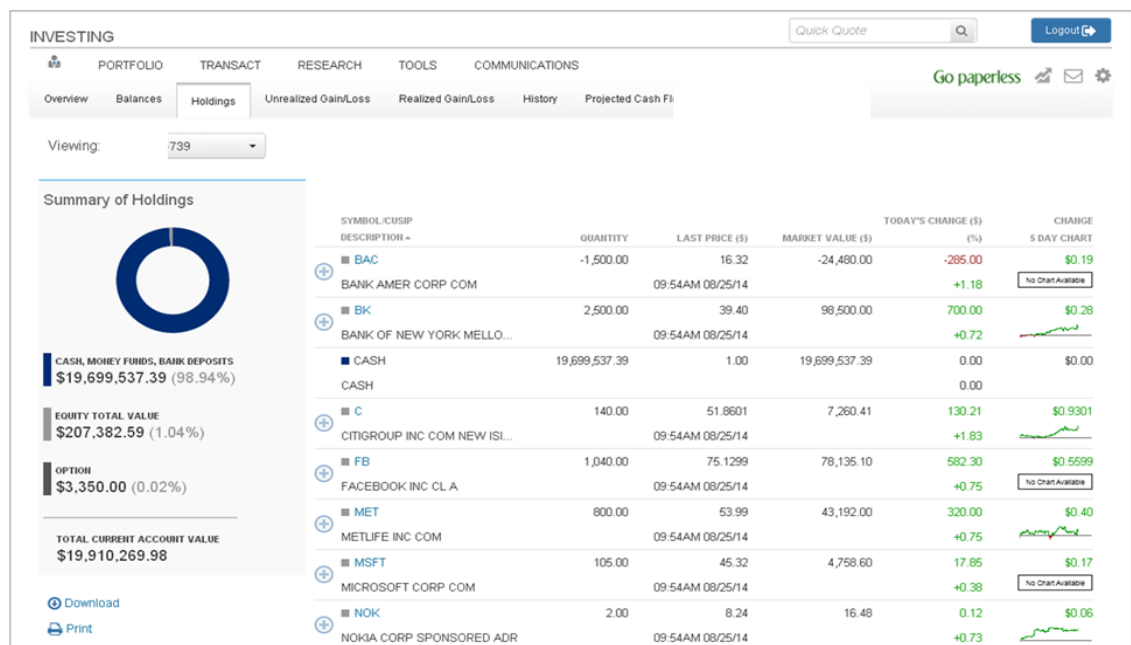 INVESTING
Quick Quote
Logout
PORTFOLIO TRANSACT RESEARCH TOOLS COMMUNICATIONS
Go paperless
Overview Balances Holdings Unrealized Gain/Loss Realized Gain/Loss History Projected Cash Fl
Viewing: 739
Summary of Holdings
CASH, MONEY FUNDS, BANK DEPOSITS
$19,699,537.39 (98.94%)
EQUITY TOTAL VALUE
$207,382.59 (1.04%)
OPTION
$3,350.00 (0.02%)
TOTAL CURRENT ACCOUNT VALUE
$19,910,269.98
Download
Print
SYMBOL/CUSIP TODAY'S CHANGE ($) CHANGE
DESCRIPTION QUANTITY LAST PRICE ($) MARKET VALUE ($) (%) 5 DAY CHART
BAC -1,500.00 16.32 -24,480.00 -285.00 $0.19
BANK AMER CORP COM 09:54AM 08/25/14 +1.18 No Chart Available
BK 2,500.00 39.40 98,500.00 700.00 $0.28
BANK OF NEW YORK MELLO... 09:54AM 08/25/14 +0.72
CASH 19,699,537.39 1.00 19,699,537.39 0.00 $0.00
CASH 0.00
C 140.00 51.8601 7,260.41 130.21 $0.9301
CITIGROUP INC COM NEW ISI... 09:54AM 08/25/14 +1.83
FB 1,040.00 75.1299 78,135.10 582.30 $0.5599
FACEBOOK INC CL A 09:54AM 08/25/14 +0.75 No Chart Available
MET 800.00 53.99 43,192.00 320.00 $0.40
METLIFE INC COM 09:54AM 08/25/14 +0.75
MSFT 105.00 45.32 4,758.60 17.85 $0.17
MICROSOFT CORP COM 09:54AM 08/25/14 +0.38 No Chart Available
NOK 2.00 8.24 16.48 0.12 $0.06
NOKIA CORP SPONSORED ADR 09:54AM 08/25/14 +0.73